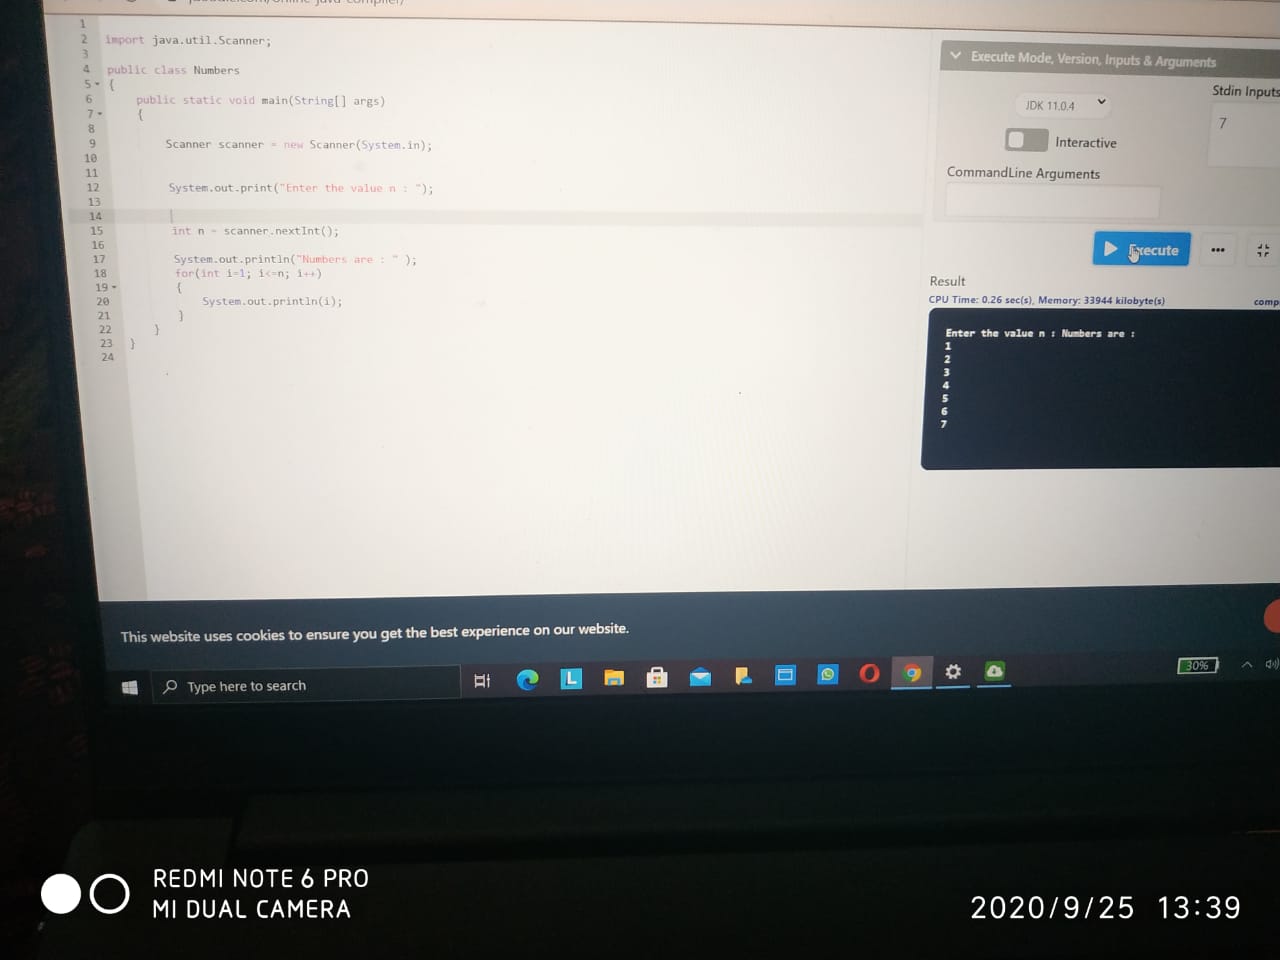 1
2 import java.util.Scanner;
3
4 public class Numbers
5 {
6 public static void main(String[] args)
7 {
8
9 Scanner scanner = new Scanner(System.in);
10
11
12 System.out.print("Enter the value n : ");
13
14
15 int n = scanner.nextInt();
16
17 System.out.println("Numbers are : " );
18 for(int i=1; i<=n; i++)
19 {
20 System.out.println(i);
21 }
22 }
23 }
24
Execute Mode, Version, Inputs & Arguments
JDK 11.0.4
Stdin Inputs
7
Interactive
CommandLine Arguments
Execute
Result
CPU Time: 0.26 sec(s), Memory: 33944 kilobyte(s)
comp
Enter the value n : Numbers are :
1
2
3
4
5
6
7
This website uses cookies to ensure you get the best experience on our website.
Type here to search
L
30%
REDMI NOTE 6 PRO
MI DUAL CAMERA
2020/9/25 13:39